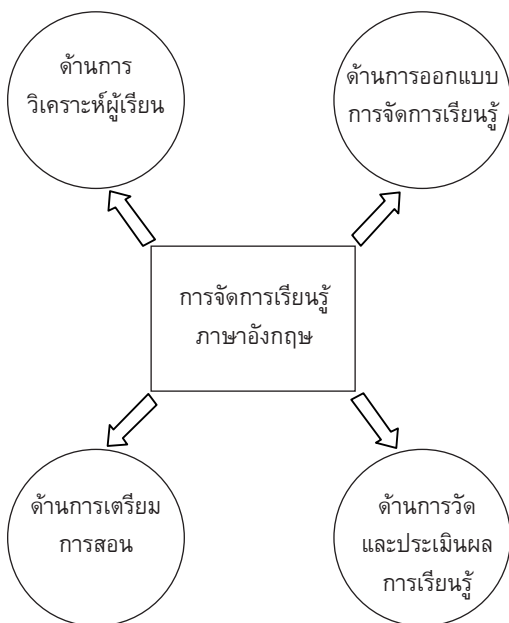 ด้านการ
วิเคราะห์ผู้เรียน
ด้านการออกแบบ
การจัดการเรียนรู้
การจัดการเรียนรู้
ภาษาอังกฤษ
ด้านการเตรียม
การสอน
ด้านการวัด
และประเมินผล
การเรียนรู้